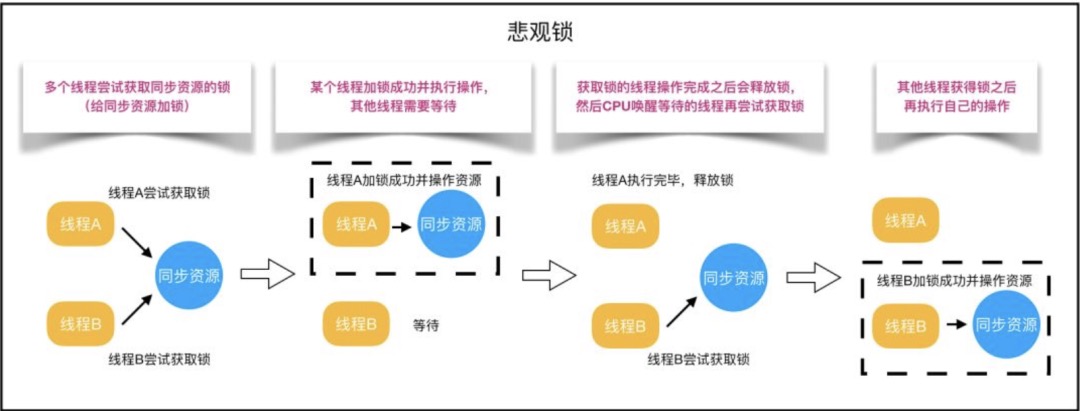 悲观锁
多个线程尝试获取同步资源的锁
（给同步资源加锁）
某个线程加锁成功并执行操作，
其他线程需要等待
获取锁的线程操作完成之后会释放锁，
然后CPU唤醒等待的线程再尝试获取锁
其他线程获得锁之后
再执行自己的操作
线程A尝试获取锁
线程A
同步资源
线程B
线程B尝试获取锁
线程A加锁成功并操作资源
线程A
同步资源
线程B
等待
线程A执行完毕，释放锁
线程A
同步资源
线程B
线程B尝试获取锁
线程A
线程B加锁成功并操作资源
线程B
同步资源